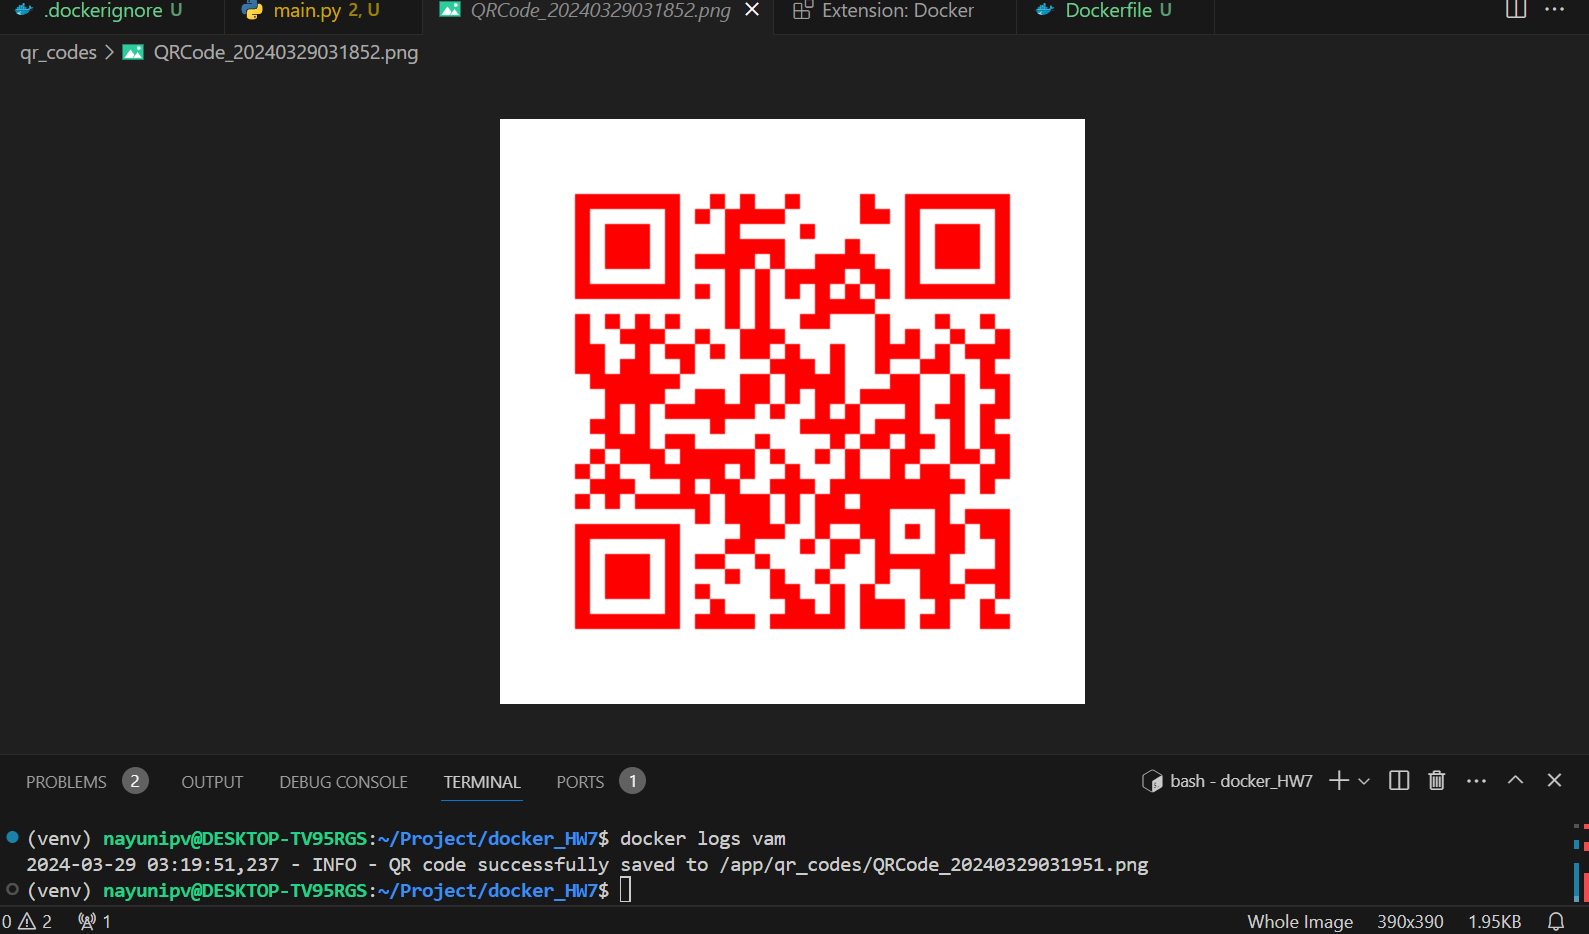 .dockerignore U
main.py 2, U
QRCode_20240329031852.png
Extension: Docker
Dockerfile U
qr_codes > QRCode_20240329031852.png
PROBLEMS 2
OUTPUT
DEBUG CONSOLE
TERMINAL
PORTS 1
bash - docker_HW7
(venv) nayunipv@DESKTOP-TV95RGS:~/Project/docker_HW7$ docker logs vam
2024-03-29 03:19:51,237 - INFO - QR code successfully saved to /app/qr_codes/QRCode_20240329031951.png
(venv) nayunipv@DESKTOP-TV95RGS:~/Project/docker_HW7$
0 2 1
Whole Image
390x390
1.95KB